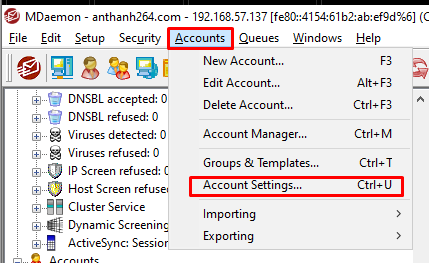 MDaemon - anthanh264.com - 192.168.57.137 [fe80::4154:61b2:ab:ef9d%6] (
File Edit Setup Security Accounts Queues Windows Help
New Account... F3
Edit Account... Alt+F3
Delete Account... Ctrl+F3
Account Manager... Ctrl+M
Groups & Templates... Ctrl+T
Account Settings... Ctrl+U
Importing
Exporting
DNSBL accepted: 0
DNSBL refused: 0
Viruses detected: 0
Viruses refused: 0
IP Screen refused
Host Screen refuse
Cluster Service
Dynamic Screening
ActiveSync: Session
Accounts